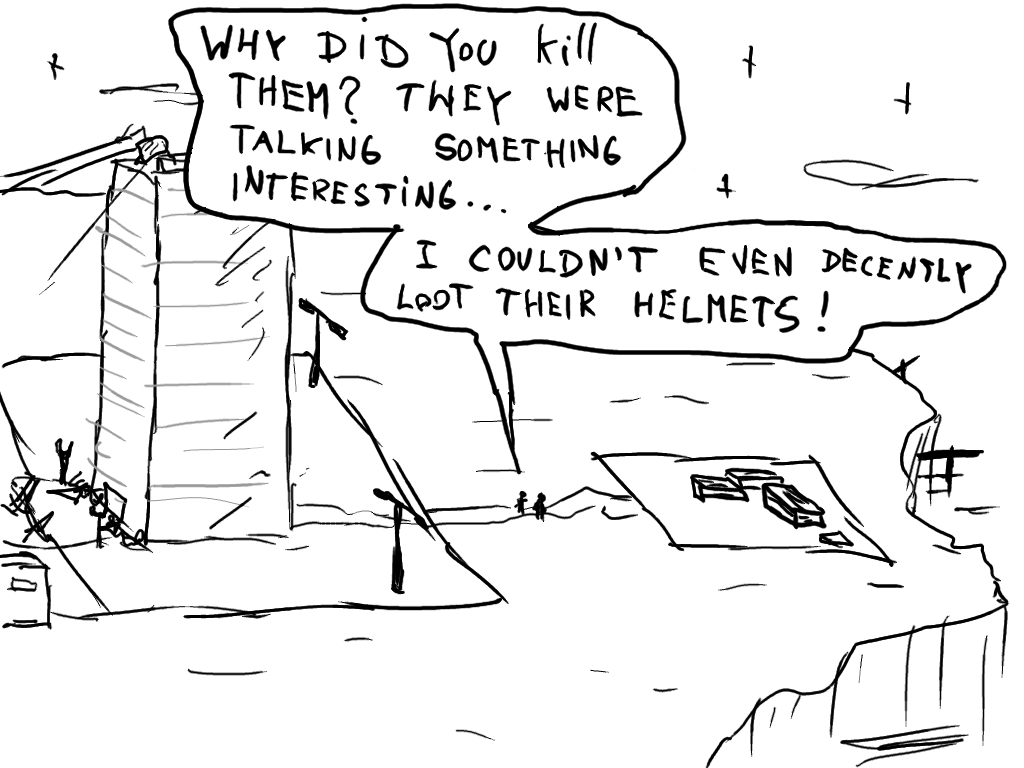 WHY DID YOU kill
THEM? THEY WERE
TALKING SOMETHING
INTERESTING...
I COULDN'T EVEN DECENTLY
LOOT THEIR HELMETS!